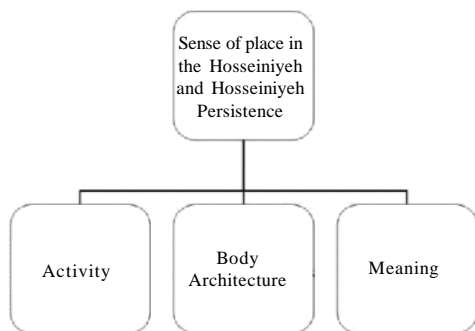 Sense of place in
the Hosseiniyeh
and Hosseiniyeh
Persistence
Activity
Body
Architecture
Meaning